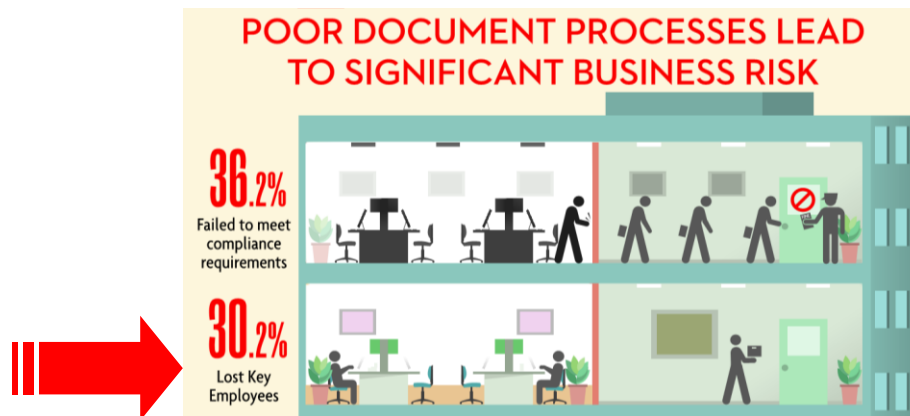 POOR DOCUMENT PROCESSES LEAD
TO SIGNIFICANT BUSINESS RISK
36.2%
Failed to meet
compliance
requirements
30.2%
Lost Key
Employees